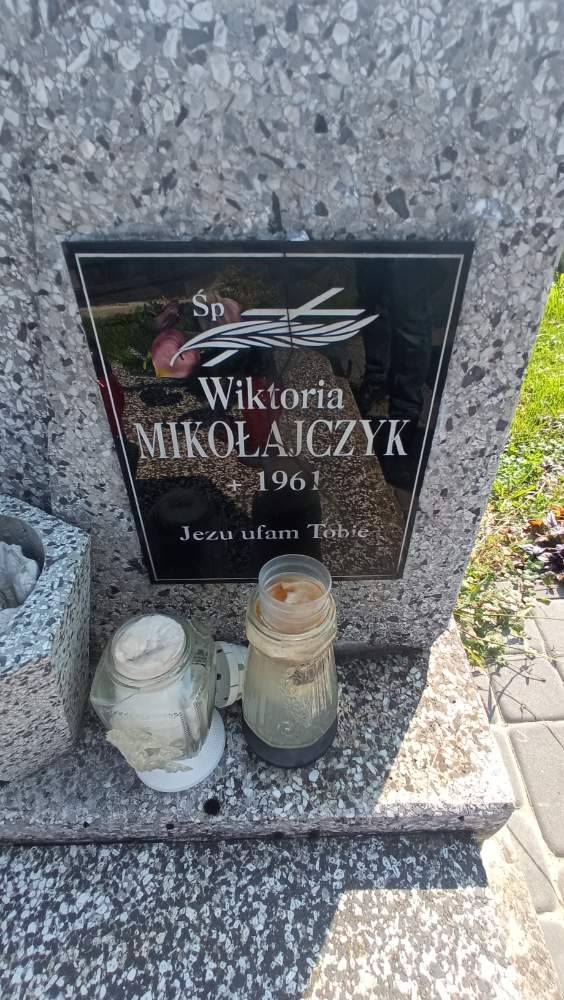 Śp
Wiktoria
MIKOŁAJCZYK
+ 1961
Jezu ufam Tobie